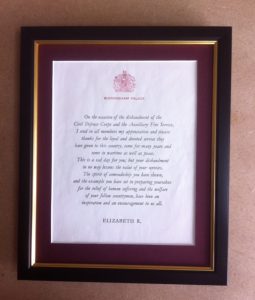 BUCKINGHAM PALACE
On the occasion of the disbandment of the
Civil Defence Corps and the Auxiliary Fire Service,
I send to all members my appreciation and sincere
thanks for the loyal and devoted service they
have given to this country, some for many years and
some in wartime as well as peace.
This is a sad day for you; but your disbandment
in no way lessens the value of your services.
The spirit of comradeship you have shown,
and the example you have set in preparing yourselves
for the relief of human suffering and the welfare
of your fellow countrymen, have been an
inspiration and an encouragement to us all.
ELIZABETH R.